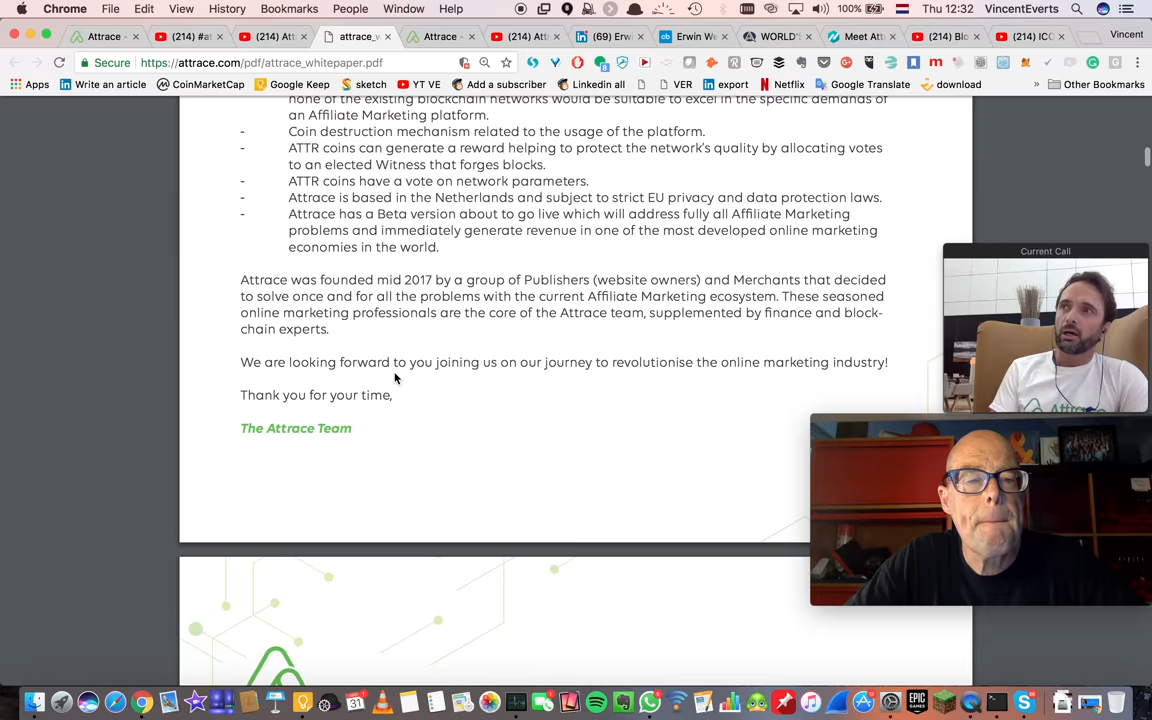 Chrome File Edit View History Bookmarks People Window Help 100% Thu 12:32 VincentEverts
Attrace - (214) #a (214) Att attrace_w Attrace - (214) Att (69) Erw Erwin We WORLD'S Meet Att (214) Blo (214) ICO Vincent
Secure https://attrace.com/pdf/attrace_whitepaper.pdf
Apps Write an article CoinMarketCap Google Keep sketch YT VE Add a subscriber Linkedin all VER export Netflix Google Translate download » Other Bookmarks
none of the existing blockchain networks would be suitable to excel in the specific demands of
an Affiliate Marketing platform.
- Coin destruction mechanism related to the usage of the platform.
- ATTR coins can generate a reward helping to protect the network's quality by allocating votes
to an elected Witness that forges blocks.
- ATTR coins have a vote on network parameters.
- Attrace is based in the Netherlands and subject to strict EU privacy and data protection laws.
- Attrace has a Beta version about to go live which will address fully all Affiliate Marketing
problems and immediately generate revenue in one of the most developed online marketing
economies in the world.
Attrace was founded mid 2017 by a group of Publishers (website owners) and Merchants that decided
to solve once and for all the problems with the current Affiliate Marketing ecosystem. These seasoned
online marketing professionals are the core of the Attrace team, supplemented by finance and block-
chain experts.
We are looking forward to you joining us on our journey to revolutionise the online marketing industry!
Thank you for your time,
The Attrace Team
Current Call
Attrace